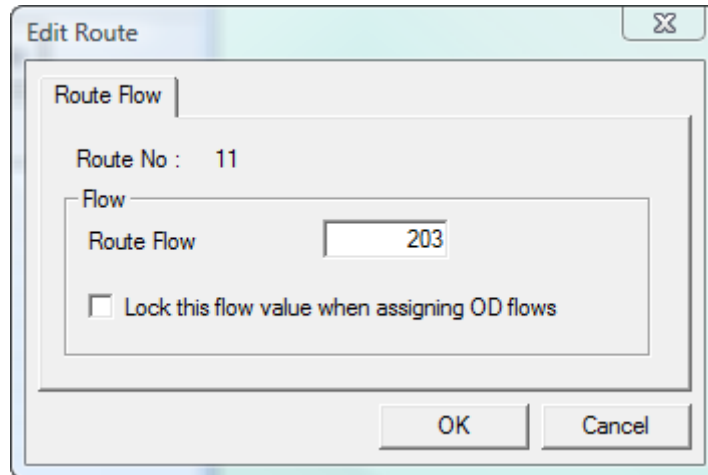 Edit Route
Route Flow
Route No : 11
Flow
Route Flow 203
Lock this flow value when assigning OD flows
OK Cancel